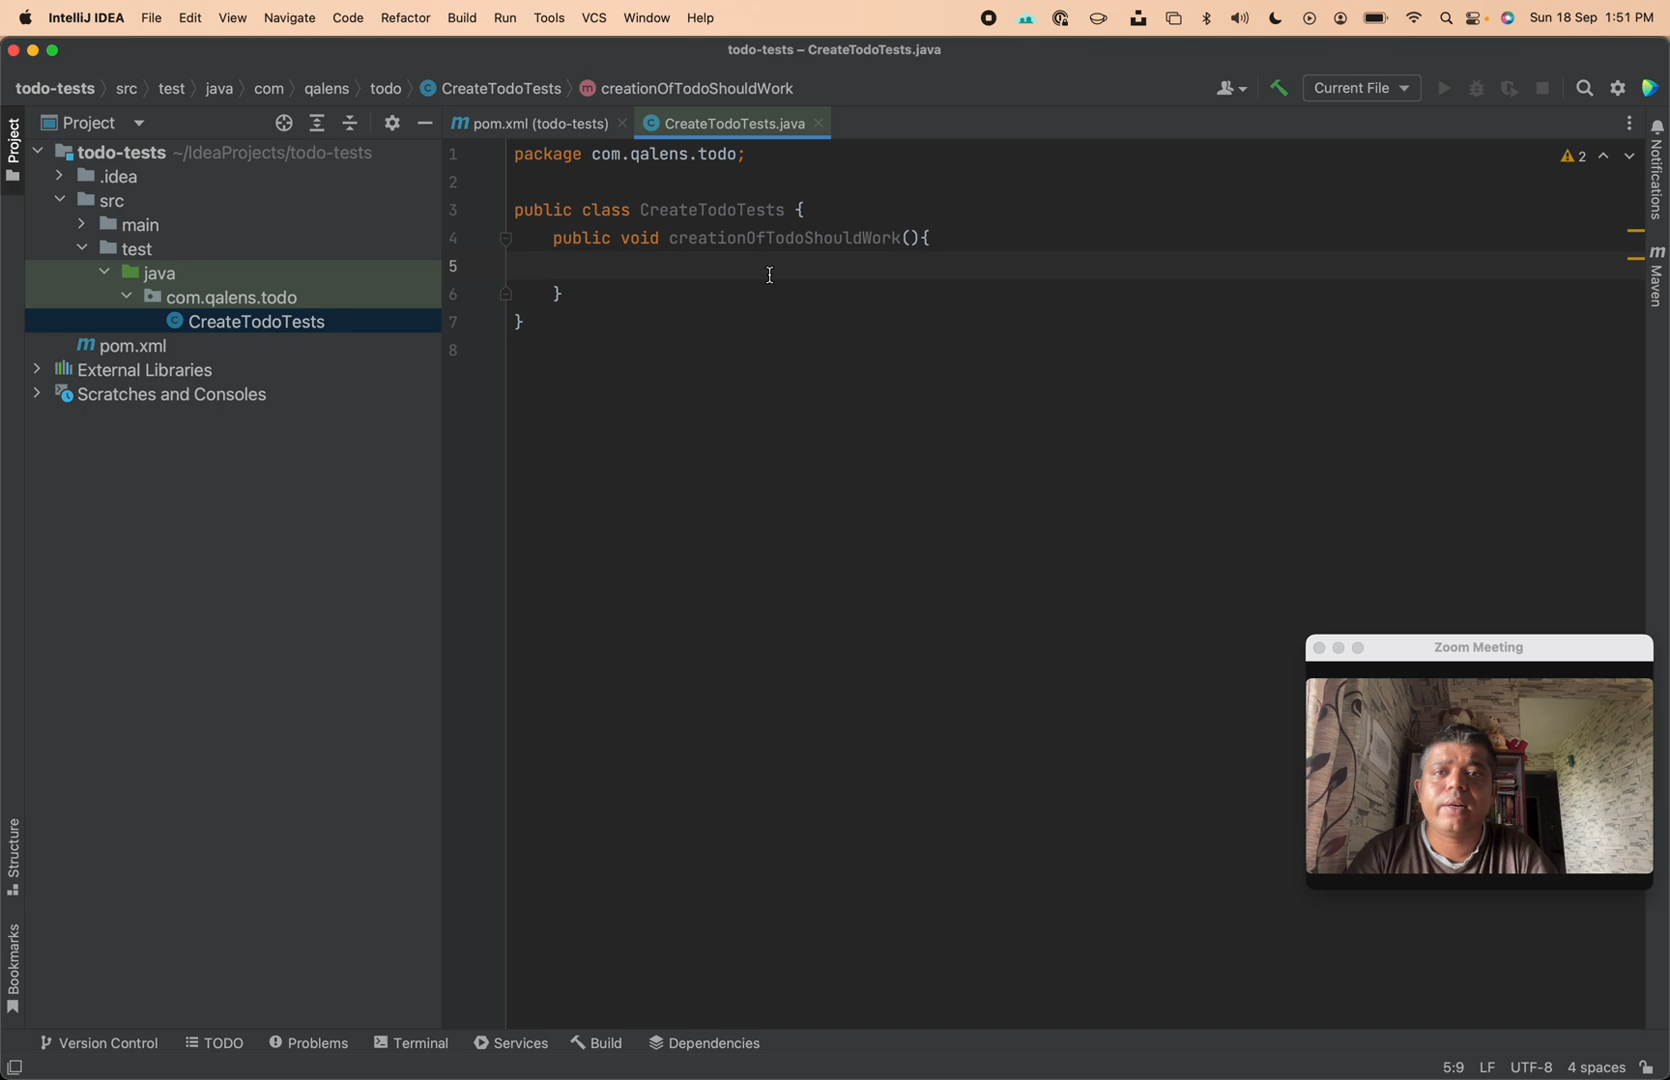 IntelliJ IDEA File Edit View Navigate Code Refactor Build Run Tools VCS Window Help Sun 18 Sep 1:51 PM
todo-tests – CreateTodoTests.java
todo-tests src test java com qalens todo CreateTodoTests creationOfTodoShouldWork Current File
Project
pom.xml (todo-tests)
CreateTodoTests.java
Project
todo-tests ~/IdeaProjects/todo-tests
.idea
src
main
test
java
com.qalens.todo
CreateTodoTests
pom.xml
External Libraries
Scratches and Consoles
1 package com.qalens.todo;
2
3 public class CreateTodoTests {
4 public void creationOfTodoShouldWork(){
5
6 }
7 }
8
2
Notifications
Maven
Zoom Meeting
Structure
Bookmarks
Version Control TODO Problems Terminal Services Build Dependencies
5:9 LF UTF-8 4 spaces